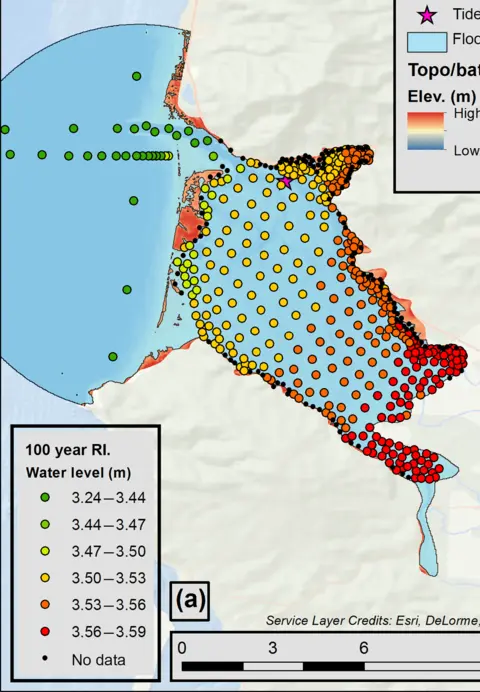 Tide
Floo
Topo/bat
Elev. (m)
High
Low
100 year RI.
Water level (m)
3.24—3.44
3.44—3.47
3.47—3.50
3.50—3.53
3.53—3.56
3.56—3.59
No data
(a)
Service Layer Credits: Esri, DeLorme,
0 3 6